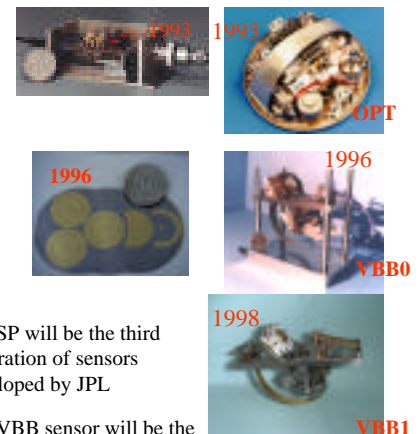 1993
1993
OPT
1996
1996
VBB0
1998
SP will be the third
ration of sensors
loped by JPL
VBB sensor will be the
VBB1